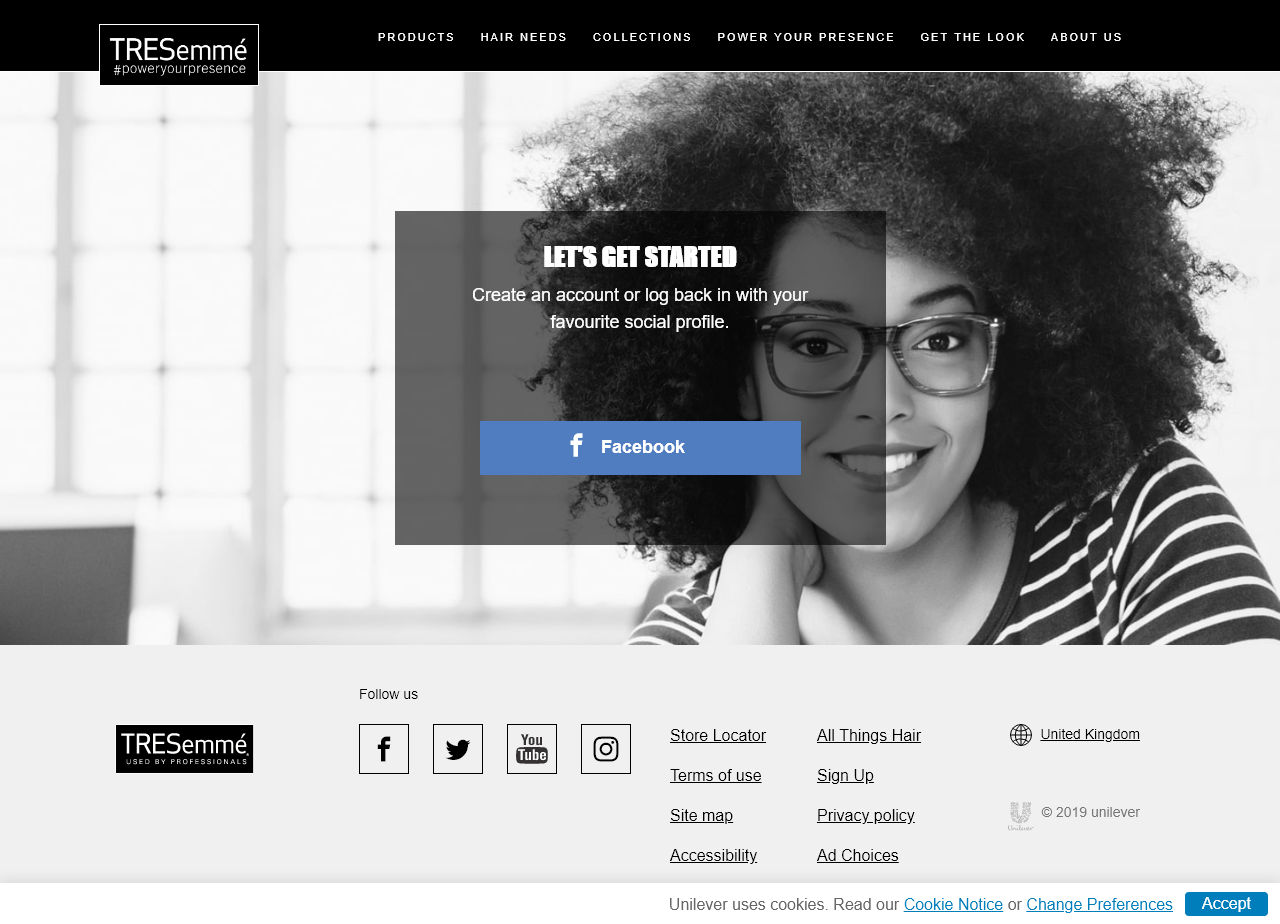 TRESemmé
#poweryourpresence
PRODUCTS HAIR NEEDS COLLECTIONS POWER YOUR PRESENCE GET THE LOOK ABOUT US
LET'S GET STARTED
Create an account or log back in with your
favourite social profile.
f Facebook
Follow us
TRESemmé
USED BY PROFESSIONALS
You
Tube
Store Locator
Terms of use
Site map
Accessibility
All Things Hair
Sign Up
Privacy policy
Ad Choices
United Kingdom
Unilever
© 2019 unilever
Unilever uses cookies. Read our Cookie Notice or Change Preferences Accept